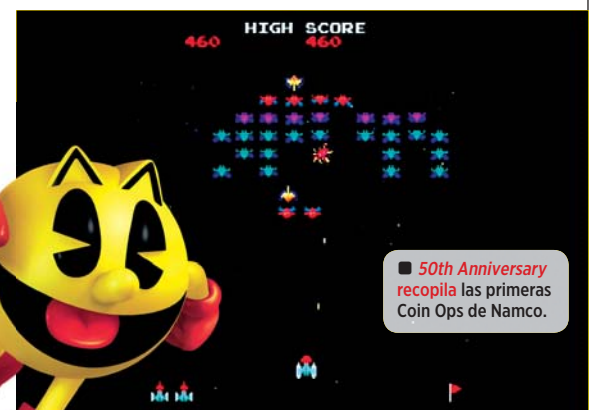 HIGH SCORE
460 460
■ 50th Anniversary
recopila las primeras
Coin Ops de Namco.